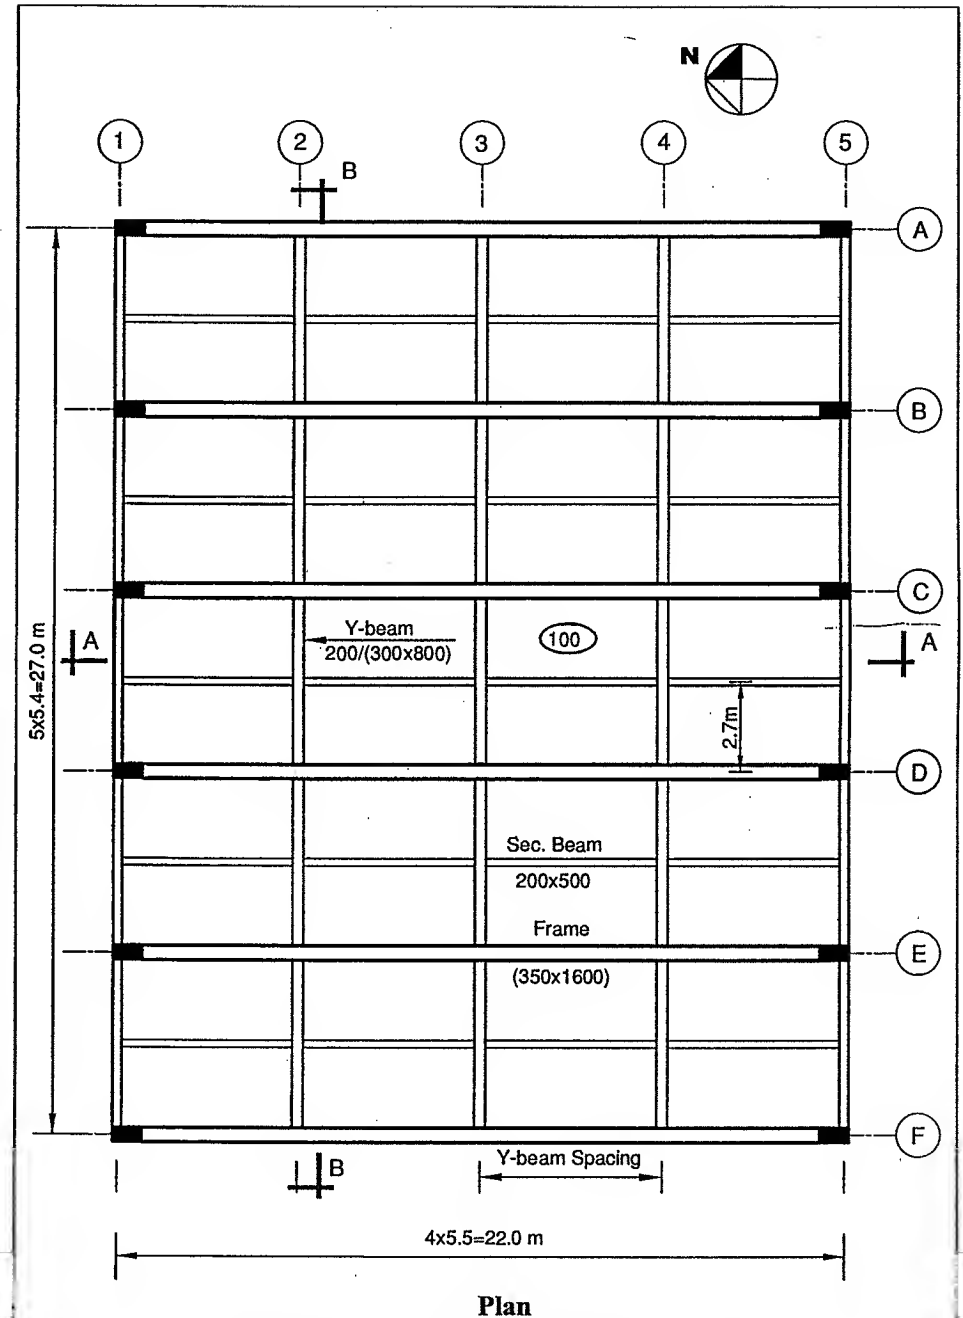 N
1
2
3
4
5
B
A
B
C
Y-beam
200/(300x800)
100
A
A
5x5.4=27.0 m
2.7m
D
Sec. Beam
200x500
Frame
(350x1600)
E
F
Y-beam Spacing
B
4x5.5=22.0 m
Plan